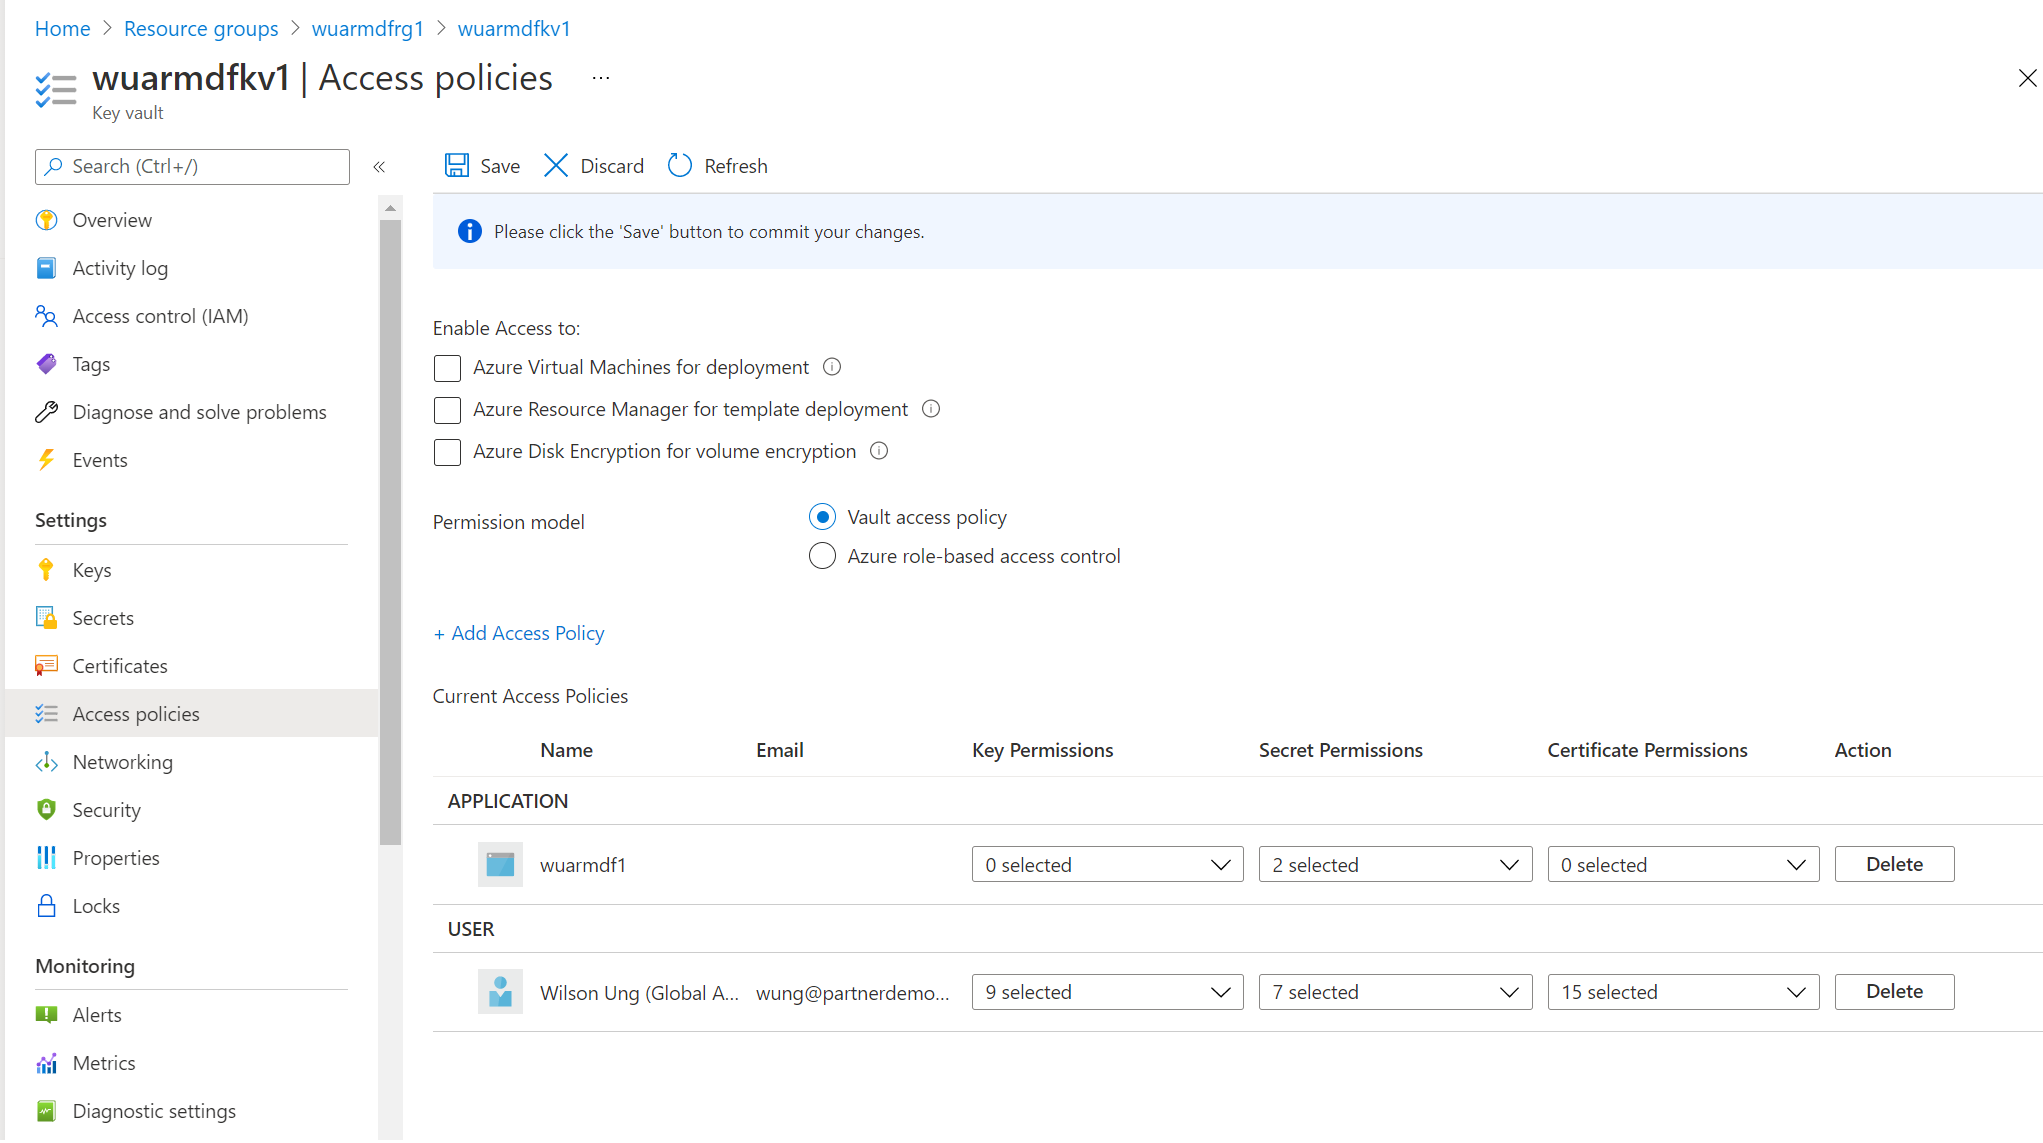 Home > Resource groups > wuarmdfrg1 > wuarmdfkv1
wuarmdfkv1 | Access policies ...
Key vault
Search (Ctrl+/)
«
Overview
Activity log
Access control (IAM)
Tags
Diagnose and solve problems
Events
Settings
Keys
Secrets
Certificates
Access policies
Networking
Security
Properties
Locks
Monitoring
Alerts
Metrics
Diagnostic settings
Save Discard Refresh
Please click the 'Save' button to commit your changes.
Enable Access to:
Azure Virtual Machines for deployment
Azure Resource Manager for template deployment
Azure Disk Encryption for volume encryption
Permission model
Vault access policy
Azure role-based access control
+ Add Access Policy
Current Access Policies
Name Email Key Permissions Secret Permissions Certificate Permissions Action
APPLICATION
wuarmdf1 0 selected 2 selected 0 selected Delete
USER
Wilson Ung (Global A... wung@partnerdemo... 9 selected 7 selected 15 selected Delete